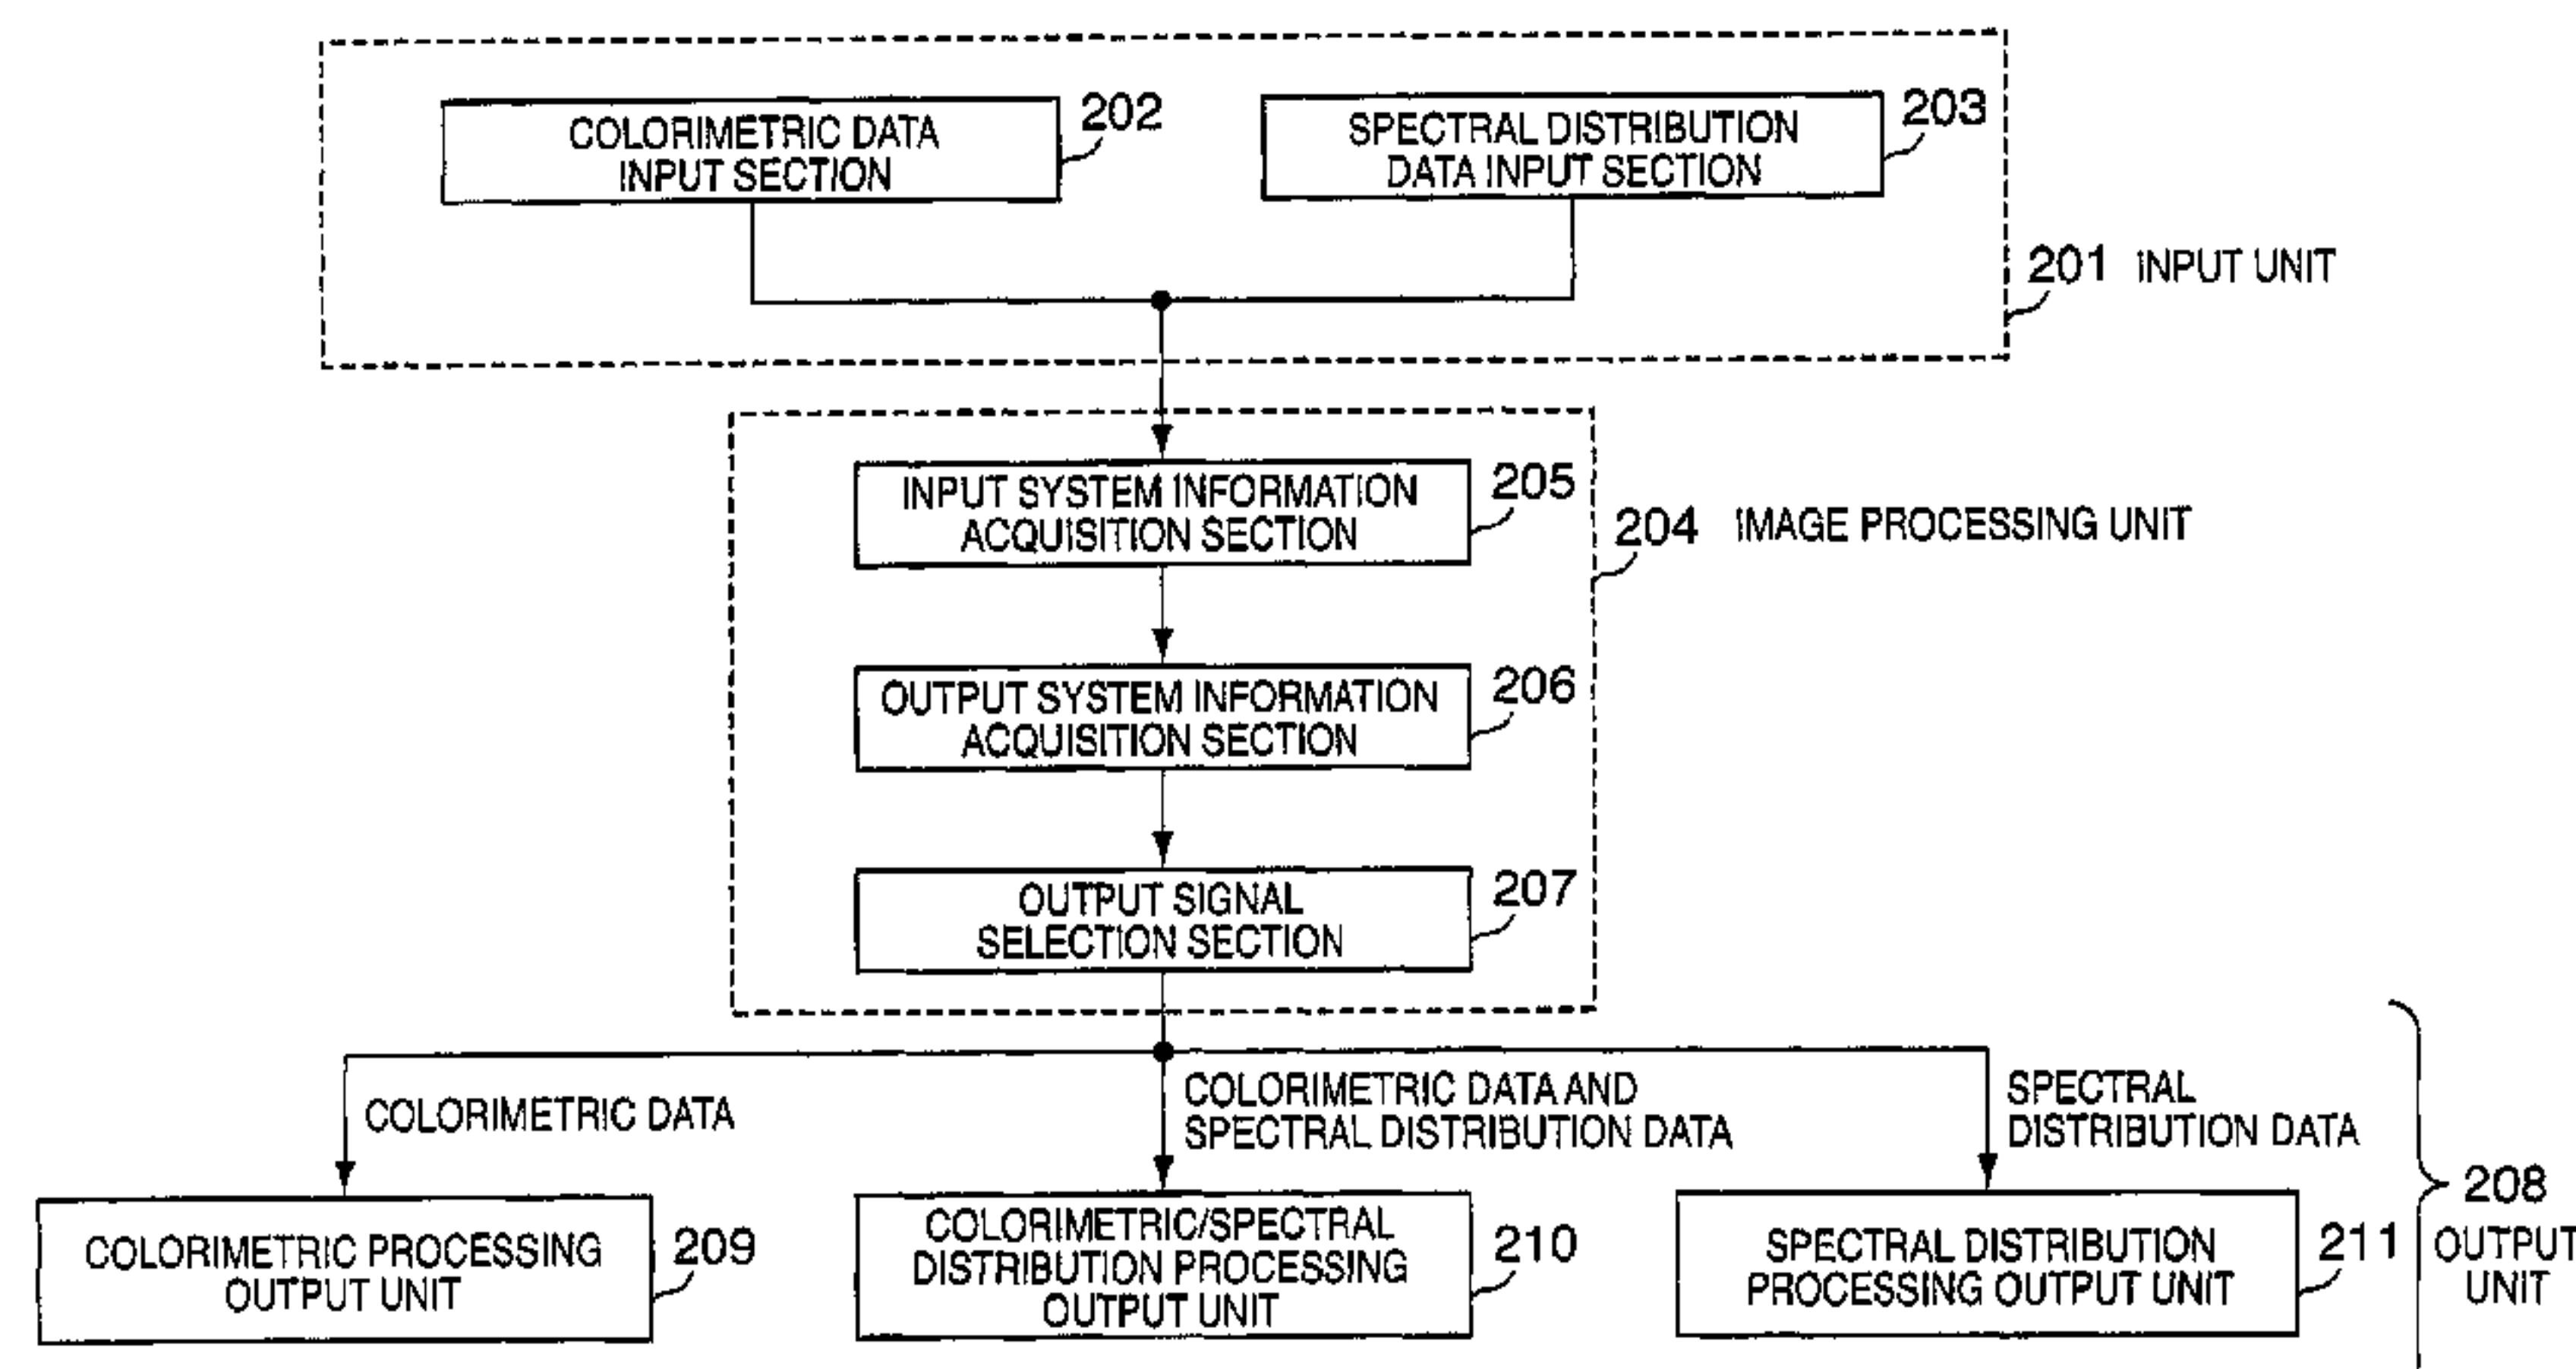 COLORIMETRIC DATA
INPUT SECTION
202
SPECTRAL DISTRIBUTION
DATA INPUT SECTION
203
201 INPUT UNIT
INPUT SYSTEM INFORMATION
ACQUISITION SECTION
205
204 IMAGE PROCESSING UNIT
OUTPUT SYSTEM INFORMATION
ACQUISITION SECTION
206
OUTPUT SIGNAL
SELECTION SECTION
207
COLORIMETRIC DATA
COLORIMETRIC DATA AND
SPECTRAL DISTRIBUTION DATA
SPECTRAL
DISTRIBUTION DATA
COLORIMETRIC PROCESSING
OUTPUT UNIT
209
COLORIMETRIC/SPECTRAL
DISTRIBUTION PROCESSING
OUTPUT UNIT
210
SPECTRAL DISTRIBUTION
PROCESSING OUTPUT UNIT
211
208
OUTPUT
UNIT